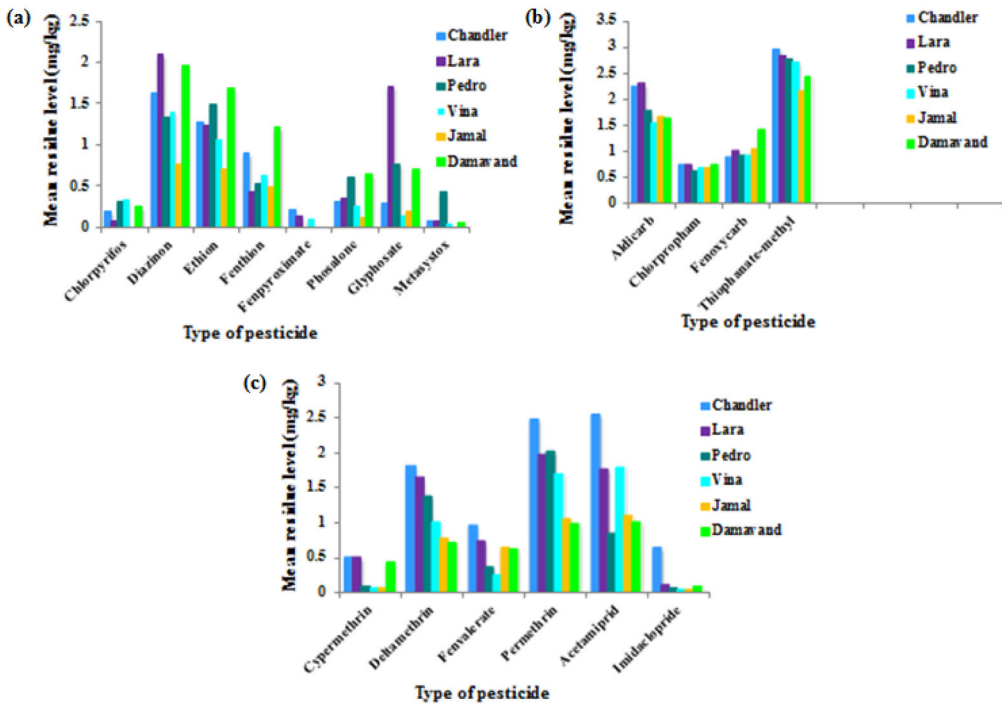 (a)
Mean residue level(mg/kg)
2.5
2
1.5
1
0.5
0
Chlorpyrifos
Diazinon
Ethion
Fenthion
Fenpyroximate
Phosalone
Glyphosate
Metasystox
Type of pesticide
Chandler
Lara
Pedro
Vina
Jamal
Damavand
(b)
Mean residue level(mg/kg)
3.5
3
2.5
2
1.5
1
0.5
0
Aldicarb
Chlorpropham
Fenoxycarb
Thiophanate-methyl
Type of pesticide
Chandler
Lara
Pedro
Vina
Jamal
Damavand
(c)
Mean residue level(mg/kg)
3
2.5
2
1.5
1
0.5
0
Cypermethrin
Deltamethrin
Fenvalerate
Permethrin
Acetamiprid
Imidaclopride
Type of pesticide
Chandler
Lara
Pedro
Vina
Jamal
Damavand